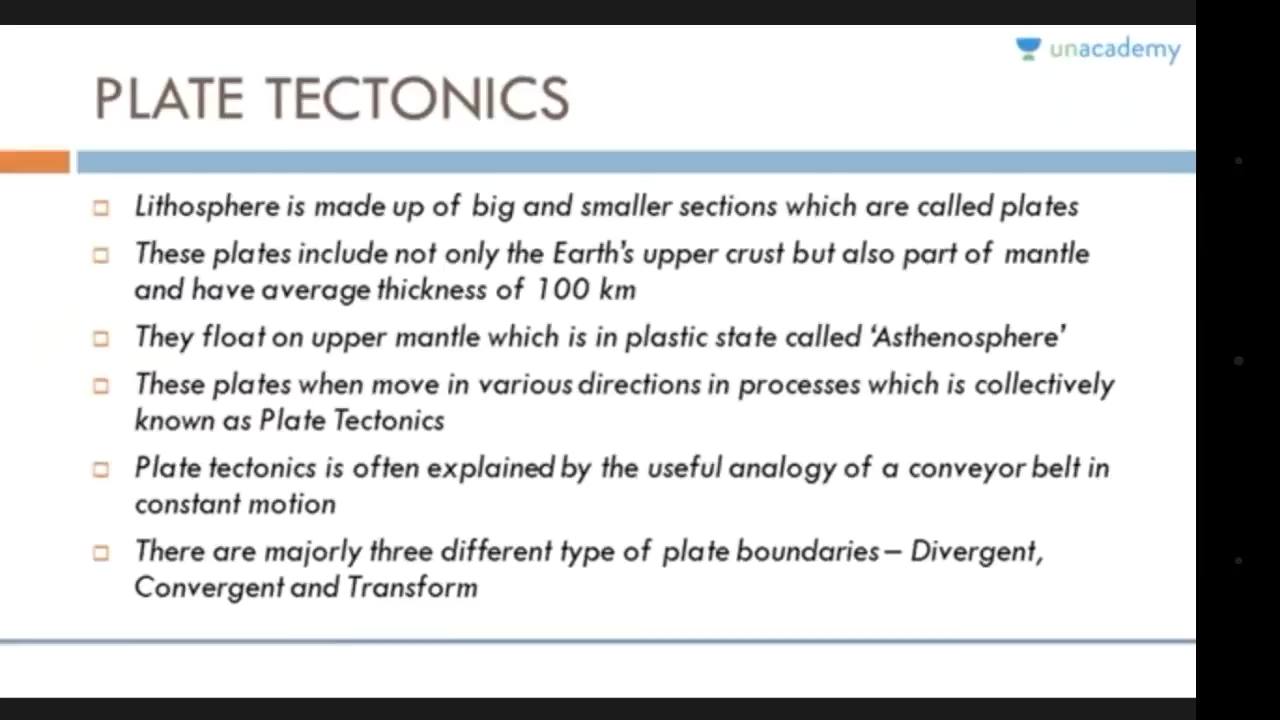 unacademy
PLATE TECTONICS
Lithosphere is made up of big and smaller sections which are called plates
These plates include not only the Earth's upper crust but also part of mantle
and have average thickness of 100 km
They float on upper mantle which is in plastic state called ‘Asthenosphere’
These plates when move in various directions in processes which is collectively
known as Plate Tectonics
Plate tectonics is often explained by the useful analogy of a conveyor belt in
constant motion
There are majorly three different type of plate boundaries – Divergent,
Convergent and Transform